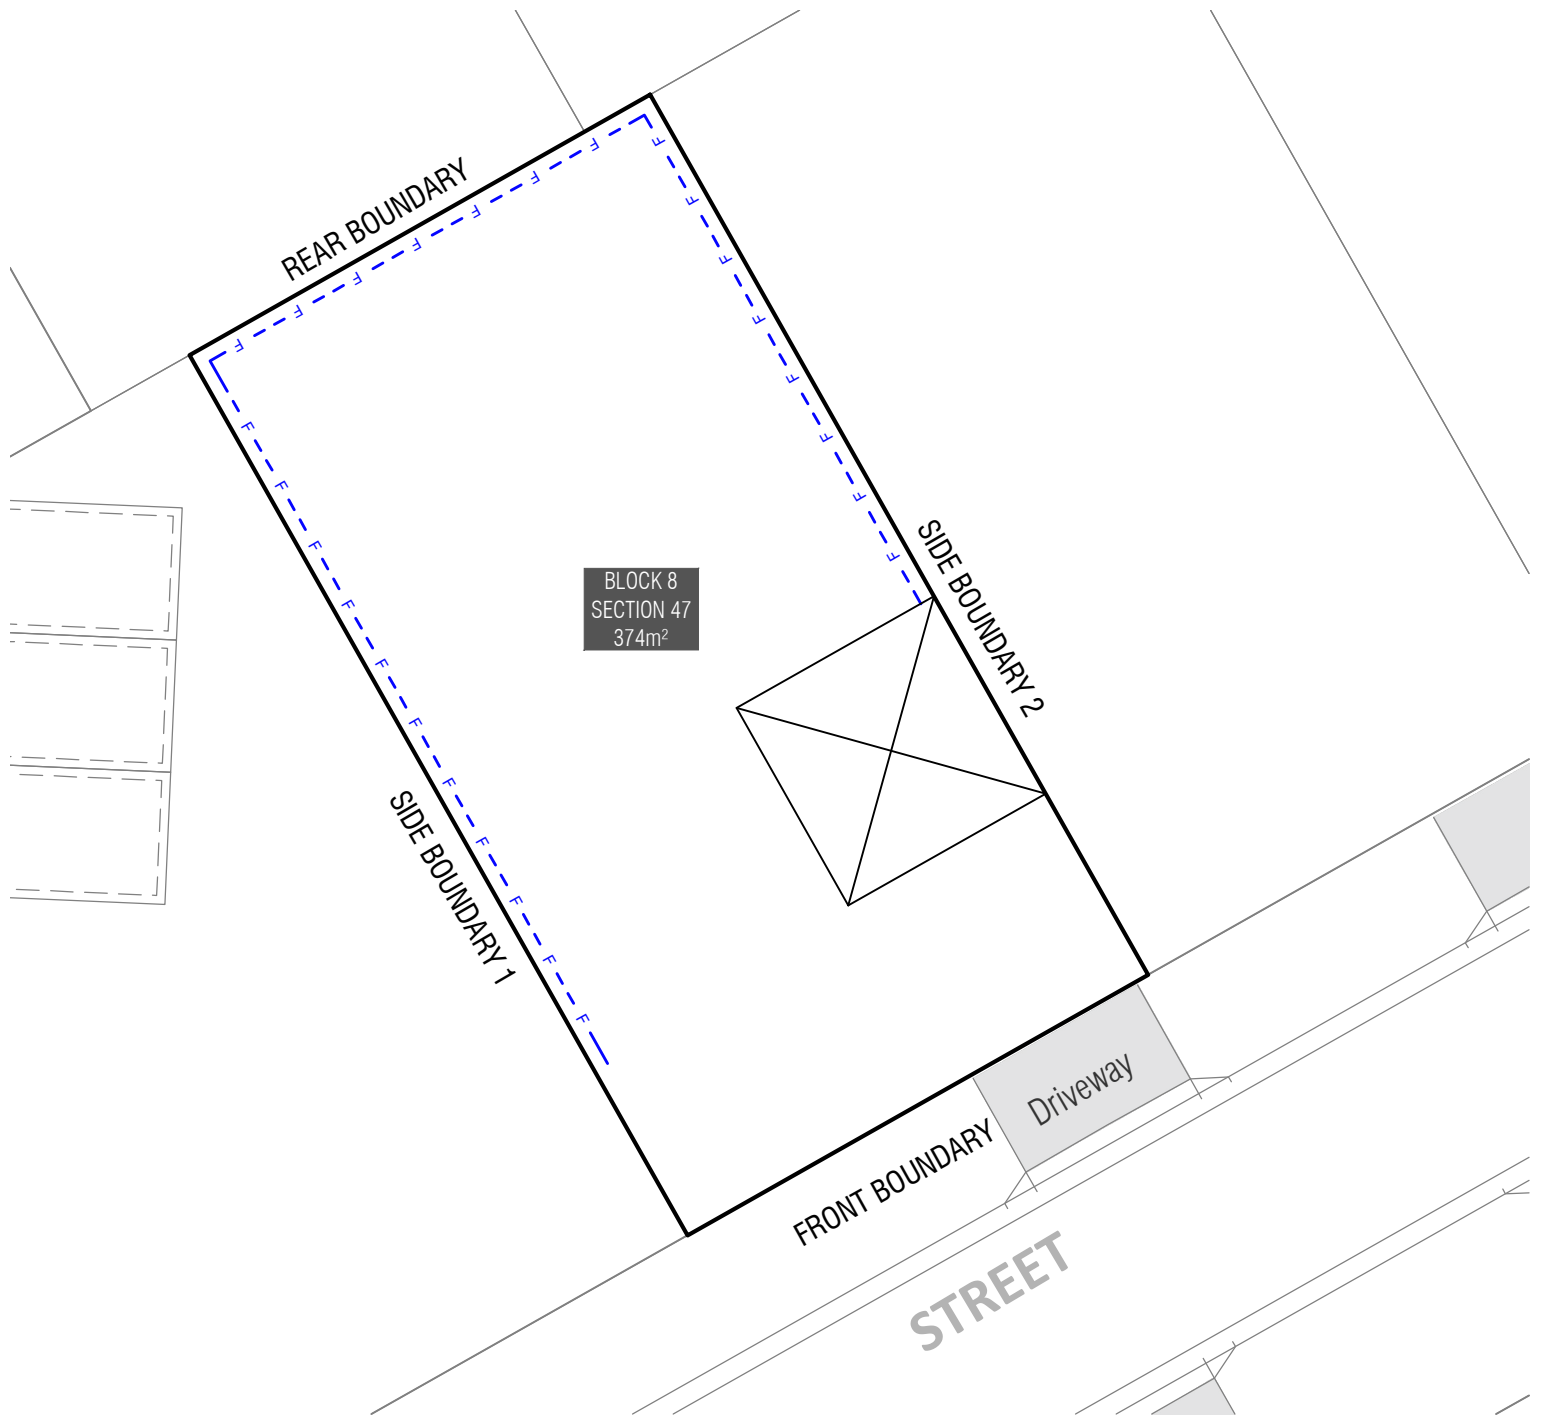 REAR BOUNDARY
F F F F F F F
F F F F F F F F
F F F F F F F F F F F
BLOCK 8
SECTION 47
374m²
SIDE BOUNDARY 2
SIDE BOUNDARY 1
Driveway
FRONT BOUNDARY
STREET